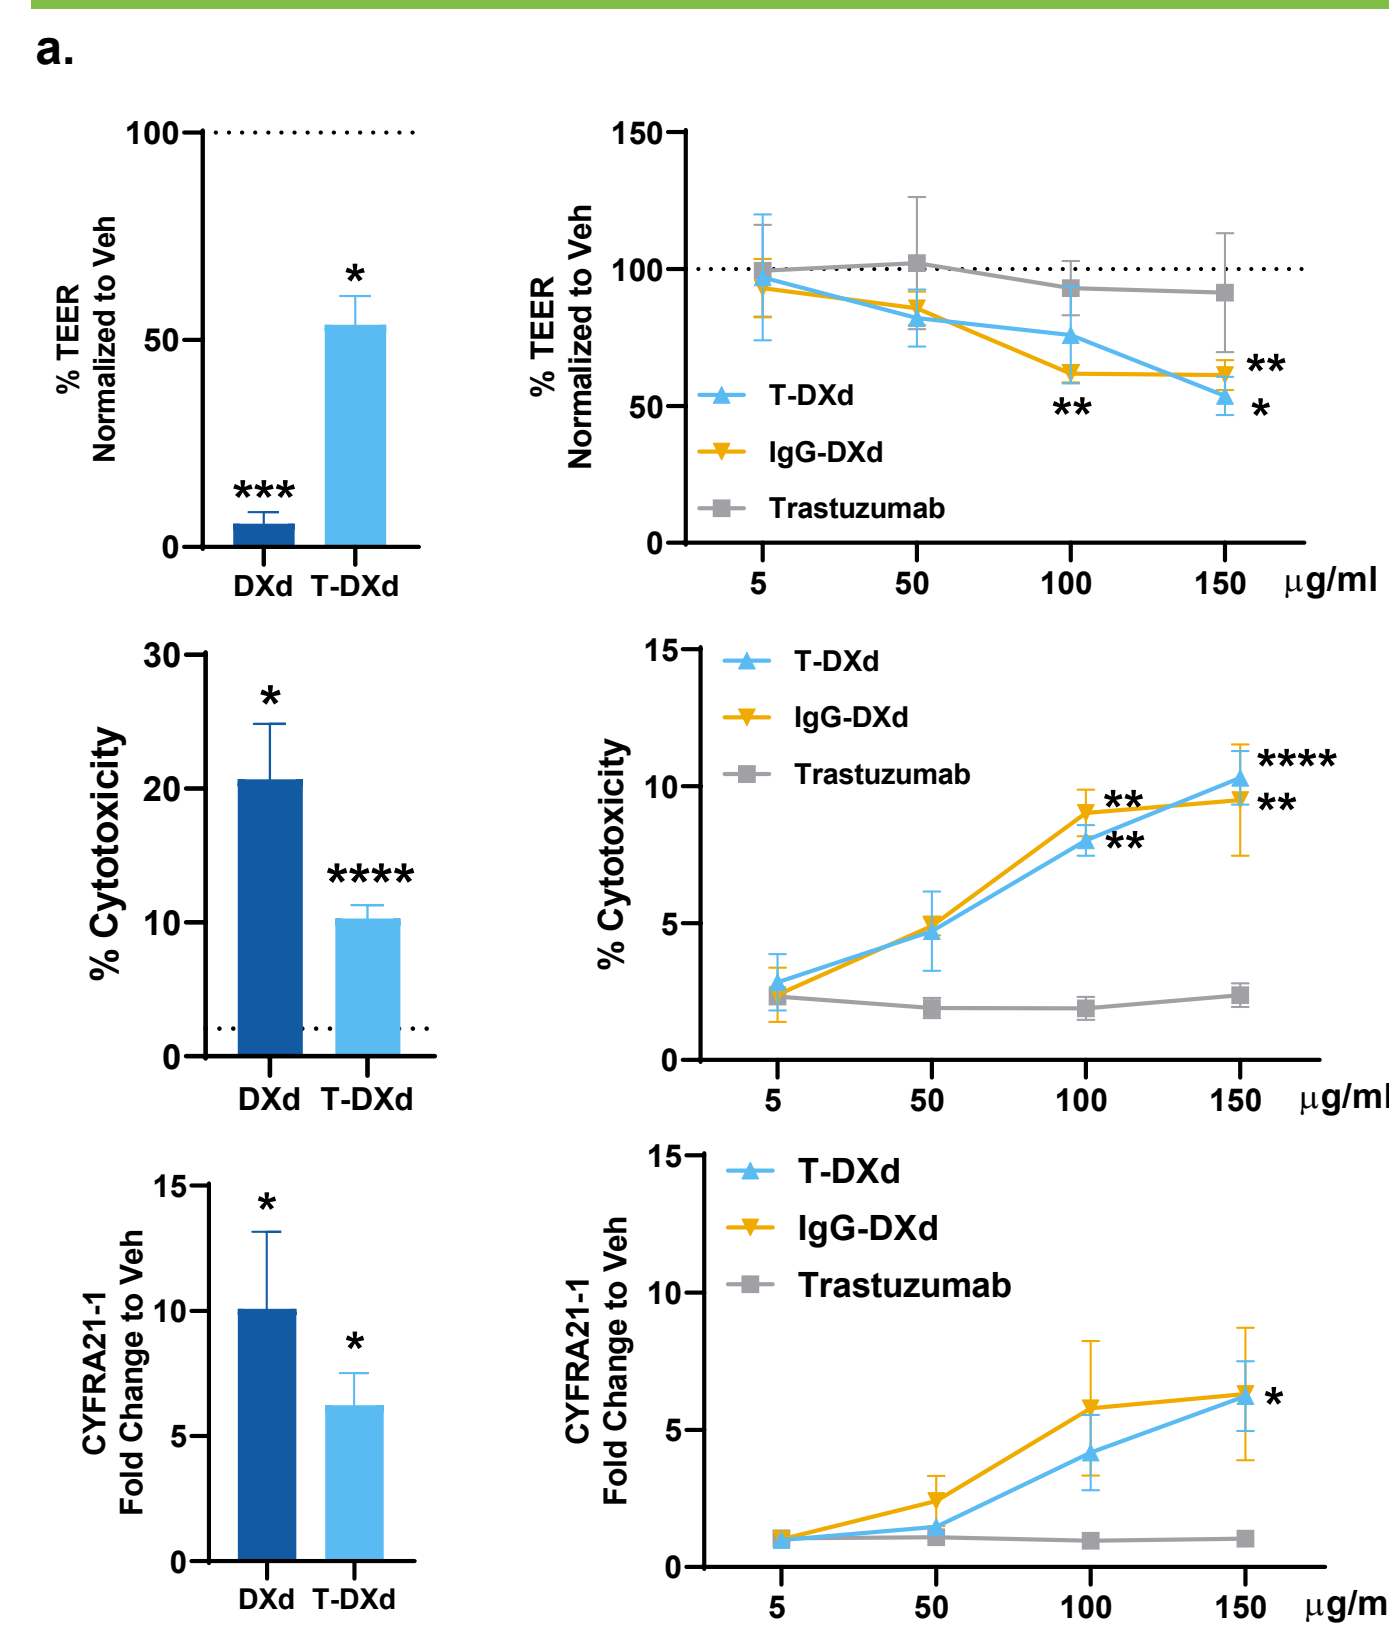 a.
100
50
0
% TEER
Normalized to Veh
***
*
DXd T-DXd
150
100
50
0
% TEER
Normalized to Veh
T-DXd
IgG-DXd
Trastuzumab
**
**
*
5 50 100 150 μg/ml
30
20
10
0
% Cytotoxicity
*
****
DXd T-DXd
15
10
5
0
% Cytotoxicity
T-DXd
IgG-DXd
Trastuzumab
**
**
****
**
5 50 100 150 μg/ml
15
10
5
0
CYFRA21-1
Fold Change to Veh
*
*
DXd T-DXd
15
10
5
0
CYFRA21-1
Fold Change to Veh
T-DXd
IgG-DXd
Trastuzumab
*
5 50 100 150 μg/m